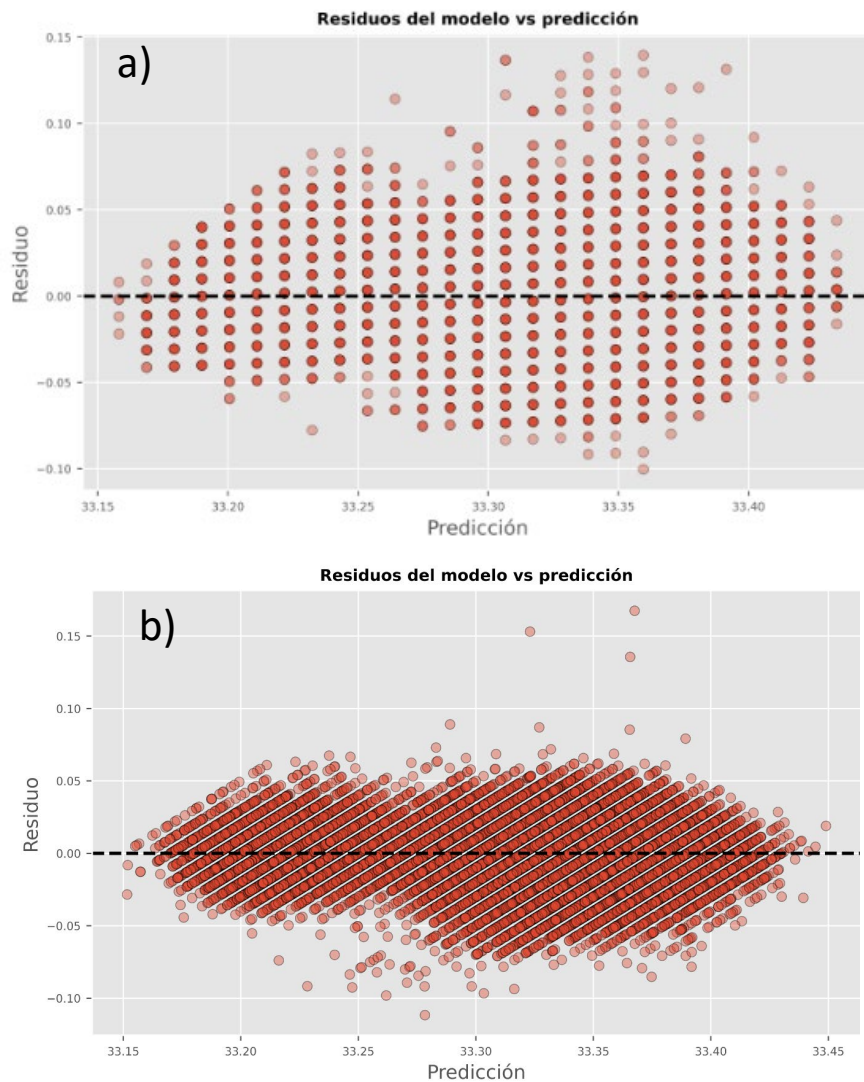 Residuos del modelo vs predicción
a)
0.15
0.10
0.05
0.00
−0.05
−0.10
Residuo
33.15 33.20 33.25 33.30 33.35 33.40
Predicción
Residuos del modelo vs predicción
b)
0.15
0.10
0.05
0.00
−0.05
−0.10
Residuo
33.15 33.20 33.25 33.30 33.35 33.40 33.45
Predicción